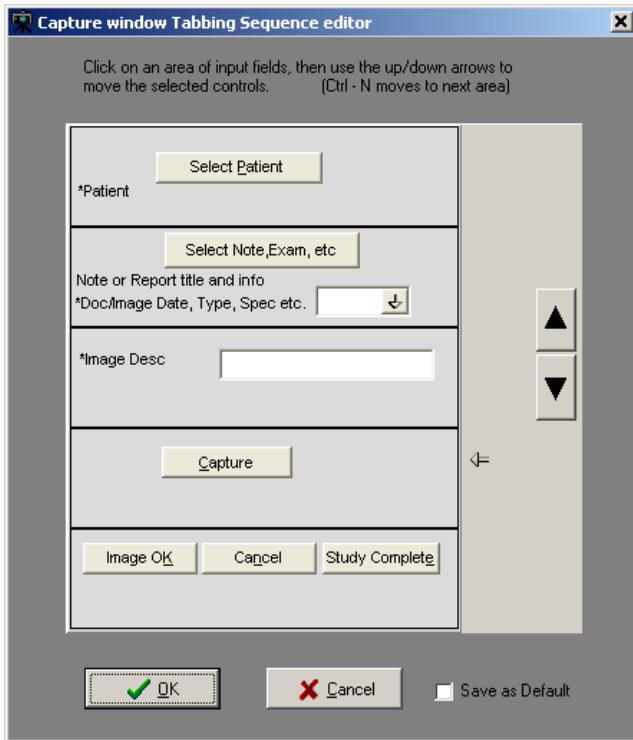 Capture window Tabbing Sequence editor
Click on an area of input fields, then use the up/down arrows to
move the selected controls. (Ctrl - N moves to next area)
Select Patient
*Patient
Select Note,Exam, etc
Note or Report title and info
*Doc/Image Date, Type, Spec etc.
*Image Desc
Capture
Image OK Cancel Study Complete
OK Cancel Save as Default